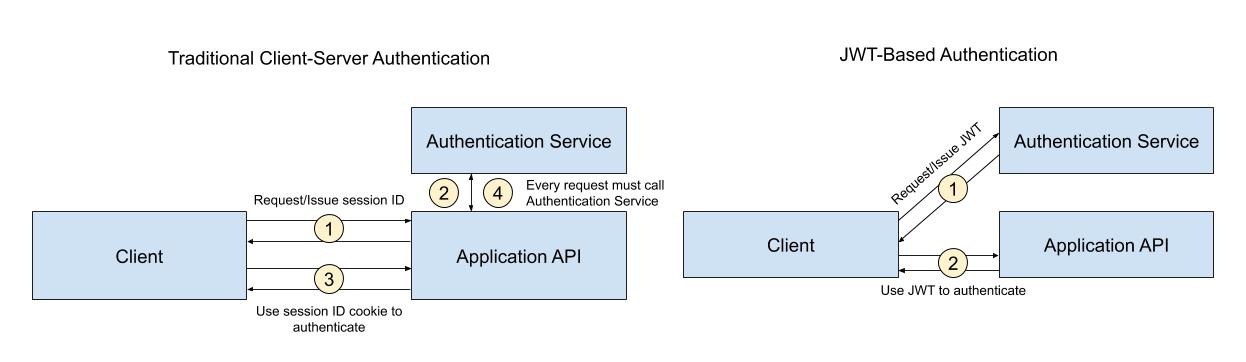 Traditional Client-Server Authentication
Authentication Service
2
4
Every request must call
Authentication Service
Request/Issue session ID
1
Client
Application API
3
Use session ID cookie to
authenticate
JWT-Based Authentication
Authentication Service
Request/Issue JWT
1
Client
Application API
2
Use JWT to authenticate